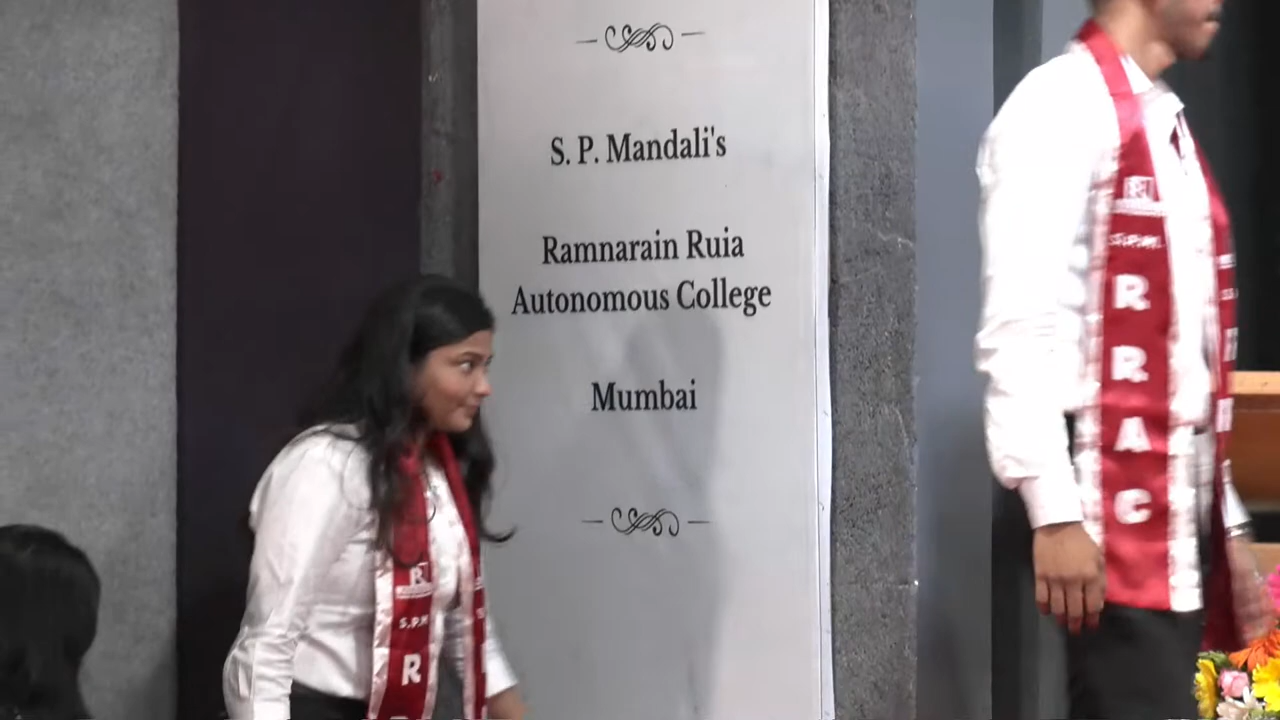 S. P. Mandali's
Ramnarain Ruia
Autonomous College
Mumbai
S.P.M.
R
R
A
C
R
S.P.M
R